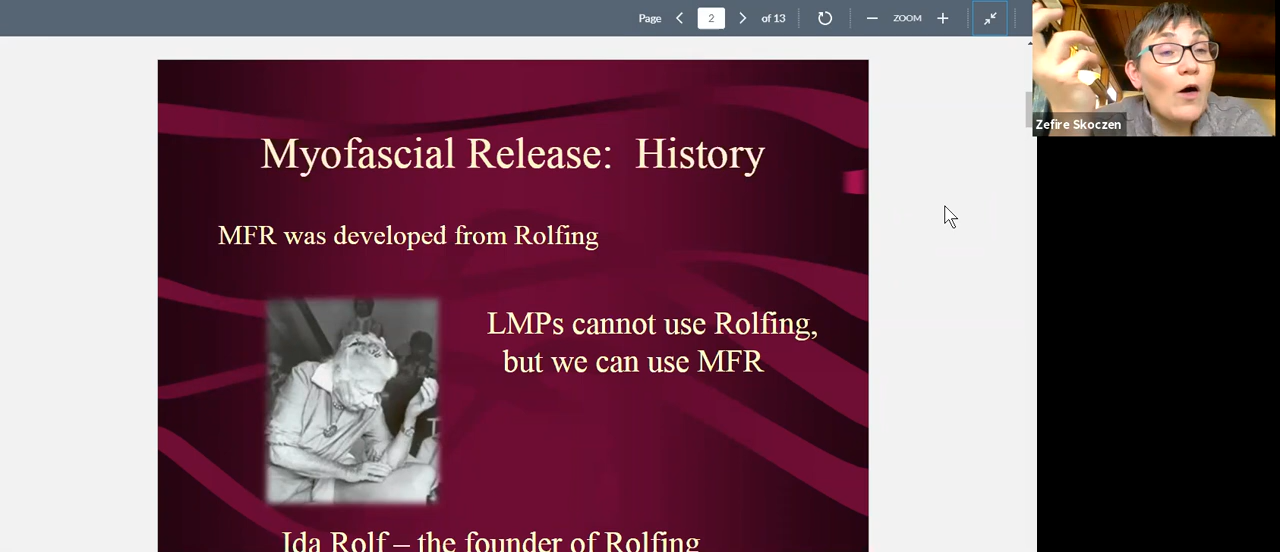 Page 2 of 13 ZOOM
Zefire Skoczen
Myofascial Release: History
MFR was developed from Rolfing
LMPs cannot use Rolfing,
but we can use MFR
Ida Rolf – the founder of Rolfing